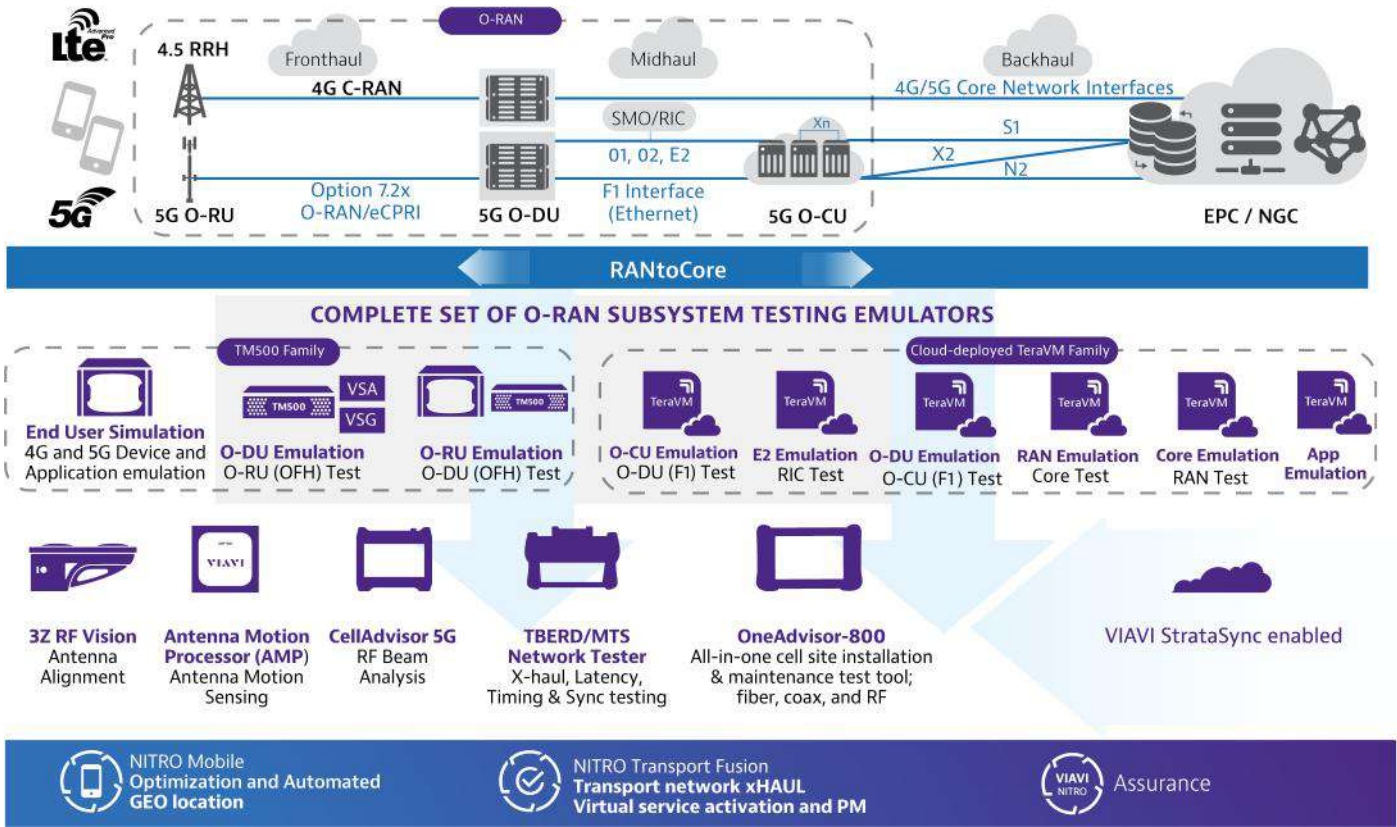 O-RAN
Lte Advanced Pro
4.5 RRH
Fronthaul
Midhaul
Backhaul
4G C-RAN
4G/5G Core Network Interfaces
SMO/RIC
Xn
S1
01, 02, E2
X2
N2
5G
Option 7.2x
O-RAN/eCPRI
F1 Interface
(Ethernet)
5G O-RU
5G O-DU
5G O-CU
EPC / NGC
RANtoCore
COMPLETE SET OF O-RAN SUBSYSTEM TESTING EMULATORS
TM500 Family
Cloud-deployed TeraVM Family
TM500
VSA
VSG
TM500
TeraVM
TeraVM
TeraVM
TeraVM
TeraVM
TeraVM
End User Simulation
4G and 5G Device and
Application emulation
O-DU Emulation
O-RU (OFH) Test
O-RU Emulation
O-DU (OFH) Test
O-CU Emulation
O-DU (F1) Test
E2 Emulation
RIC Test
O-DU Emulation
O-CU (F1) Test
RAN Emulation
Core Test
Core Emulation
RAN Test
App
Emulation
VIAVI
3Z RF Vision
Antenna
Alignment
Antenna Motion
Processor (AMP)
Antenna Motion
Sensing
CellAdvisor 5G
RF Beam
Analysis
TBERD/MTS
Network Tester
X-haul, Latency,
Timing & Sync testing
OneAdvisor-800
All-in-one cell site installation
& maintenance test tool;
fiber, coax, and RF
VIAVI StrataSync enabled
NITRO Mobile
Optimization and Automated
GEO location
NITRO Transport Fusion
Transport network xHAUL
Virtual service activation and PM
VIAVI
NITRO
Assurance